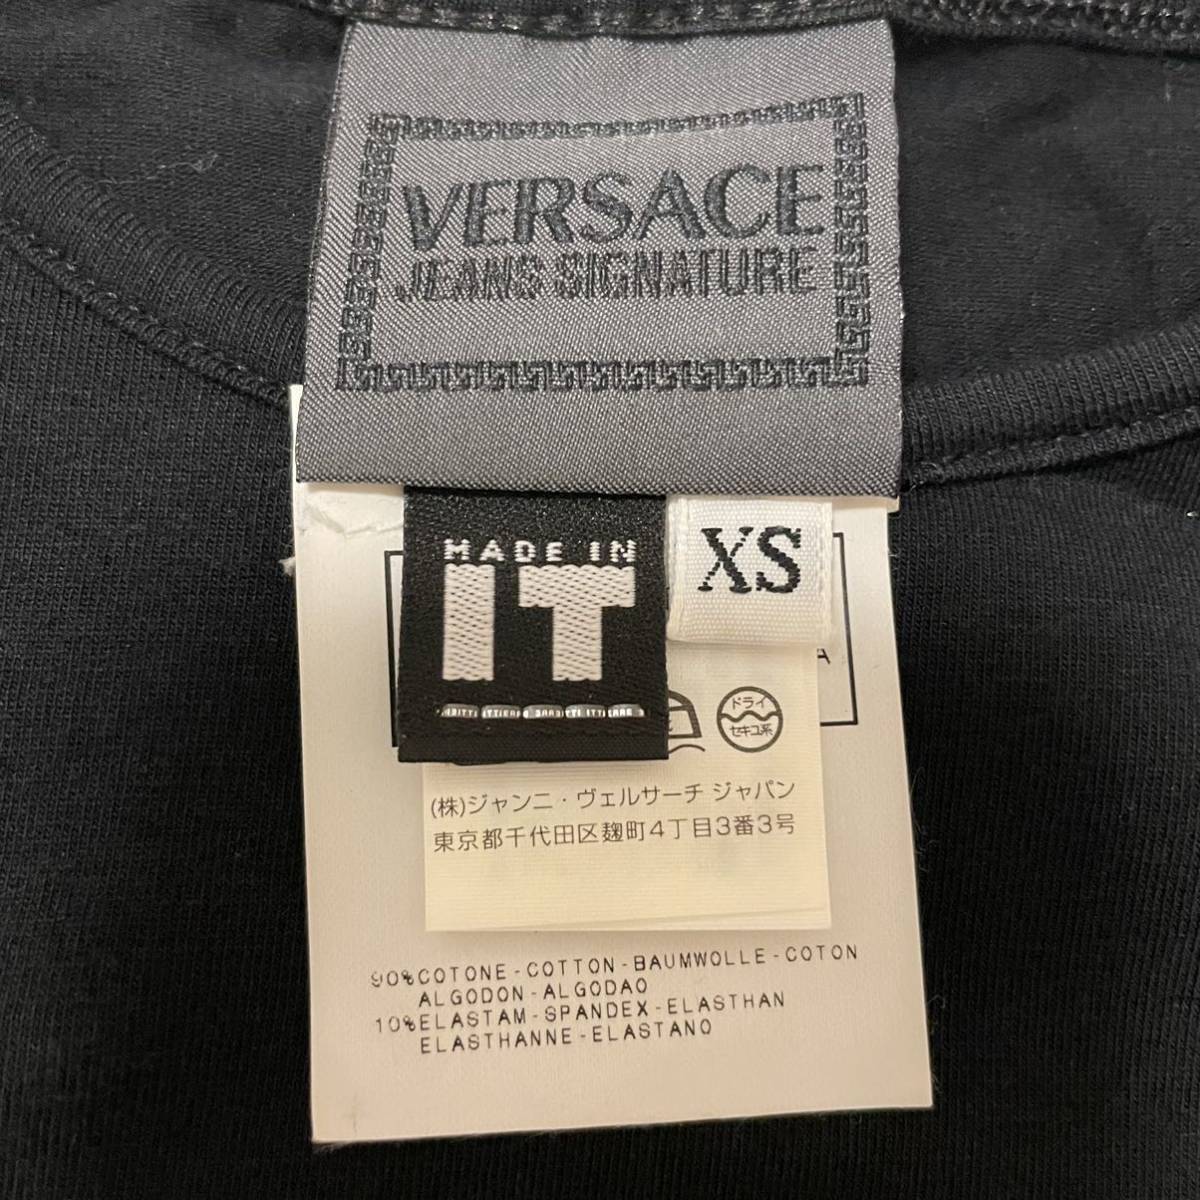 VERSACE
JEANS SIGNATURE
MADE IN
IT
XS
ITTIERRE
A
ドライ
セキユ系
(株)ジャンニ・ヴェルサーチ ジャパン
東京都千代田区麹町4丁目3番3号
90%COTONE-COTTON-BAUMWOLLE-COTON
ALGODON-ALGODAO
10%ELASTAM-SPANDEX-ELASTHAN
ELASTHANNE-ELASTANO